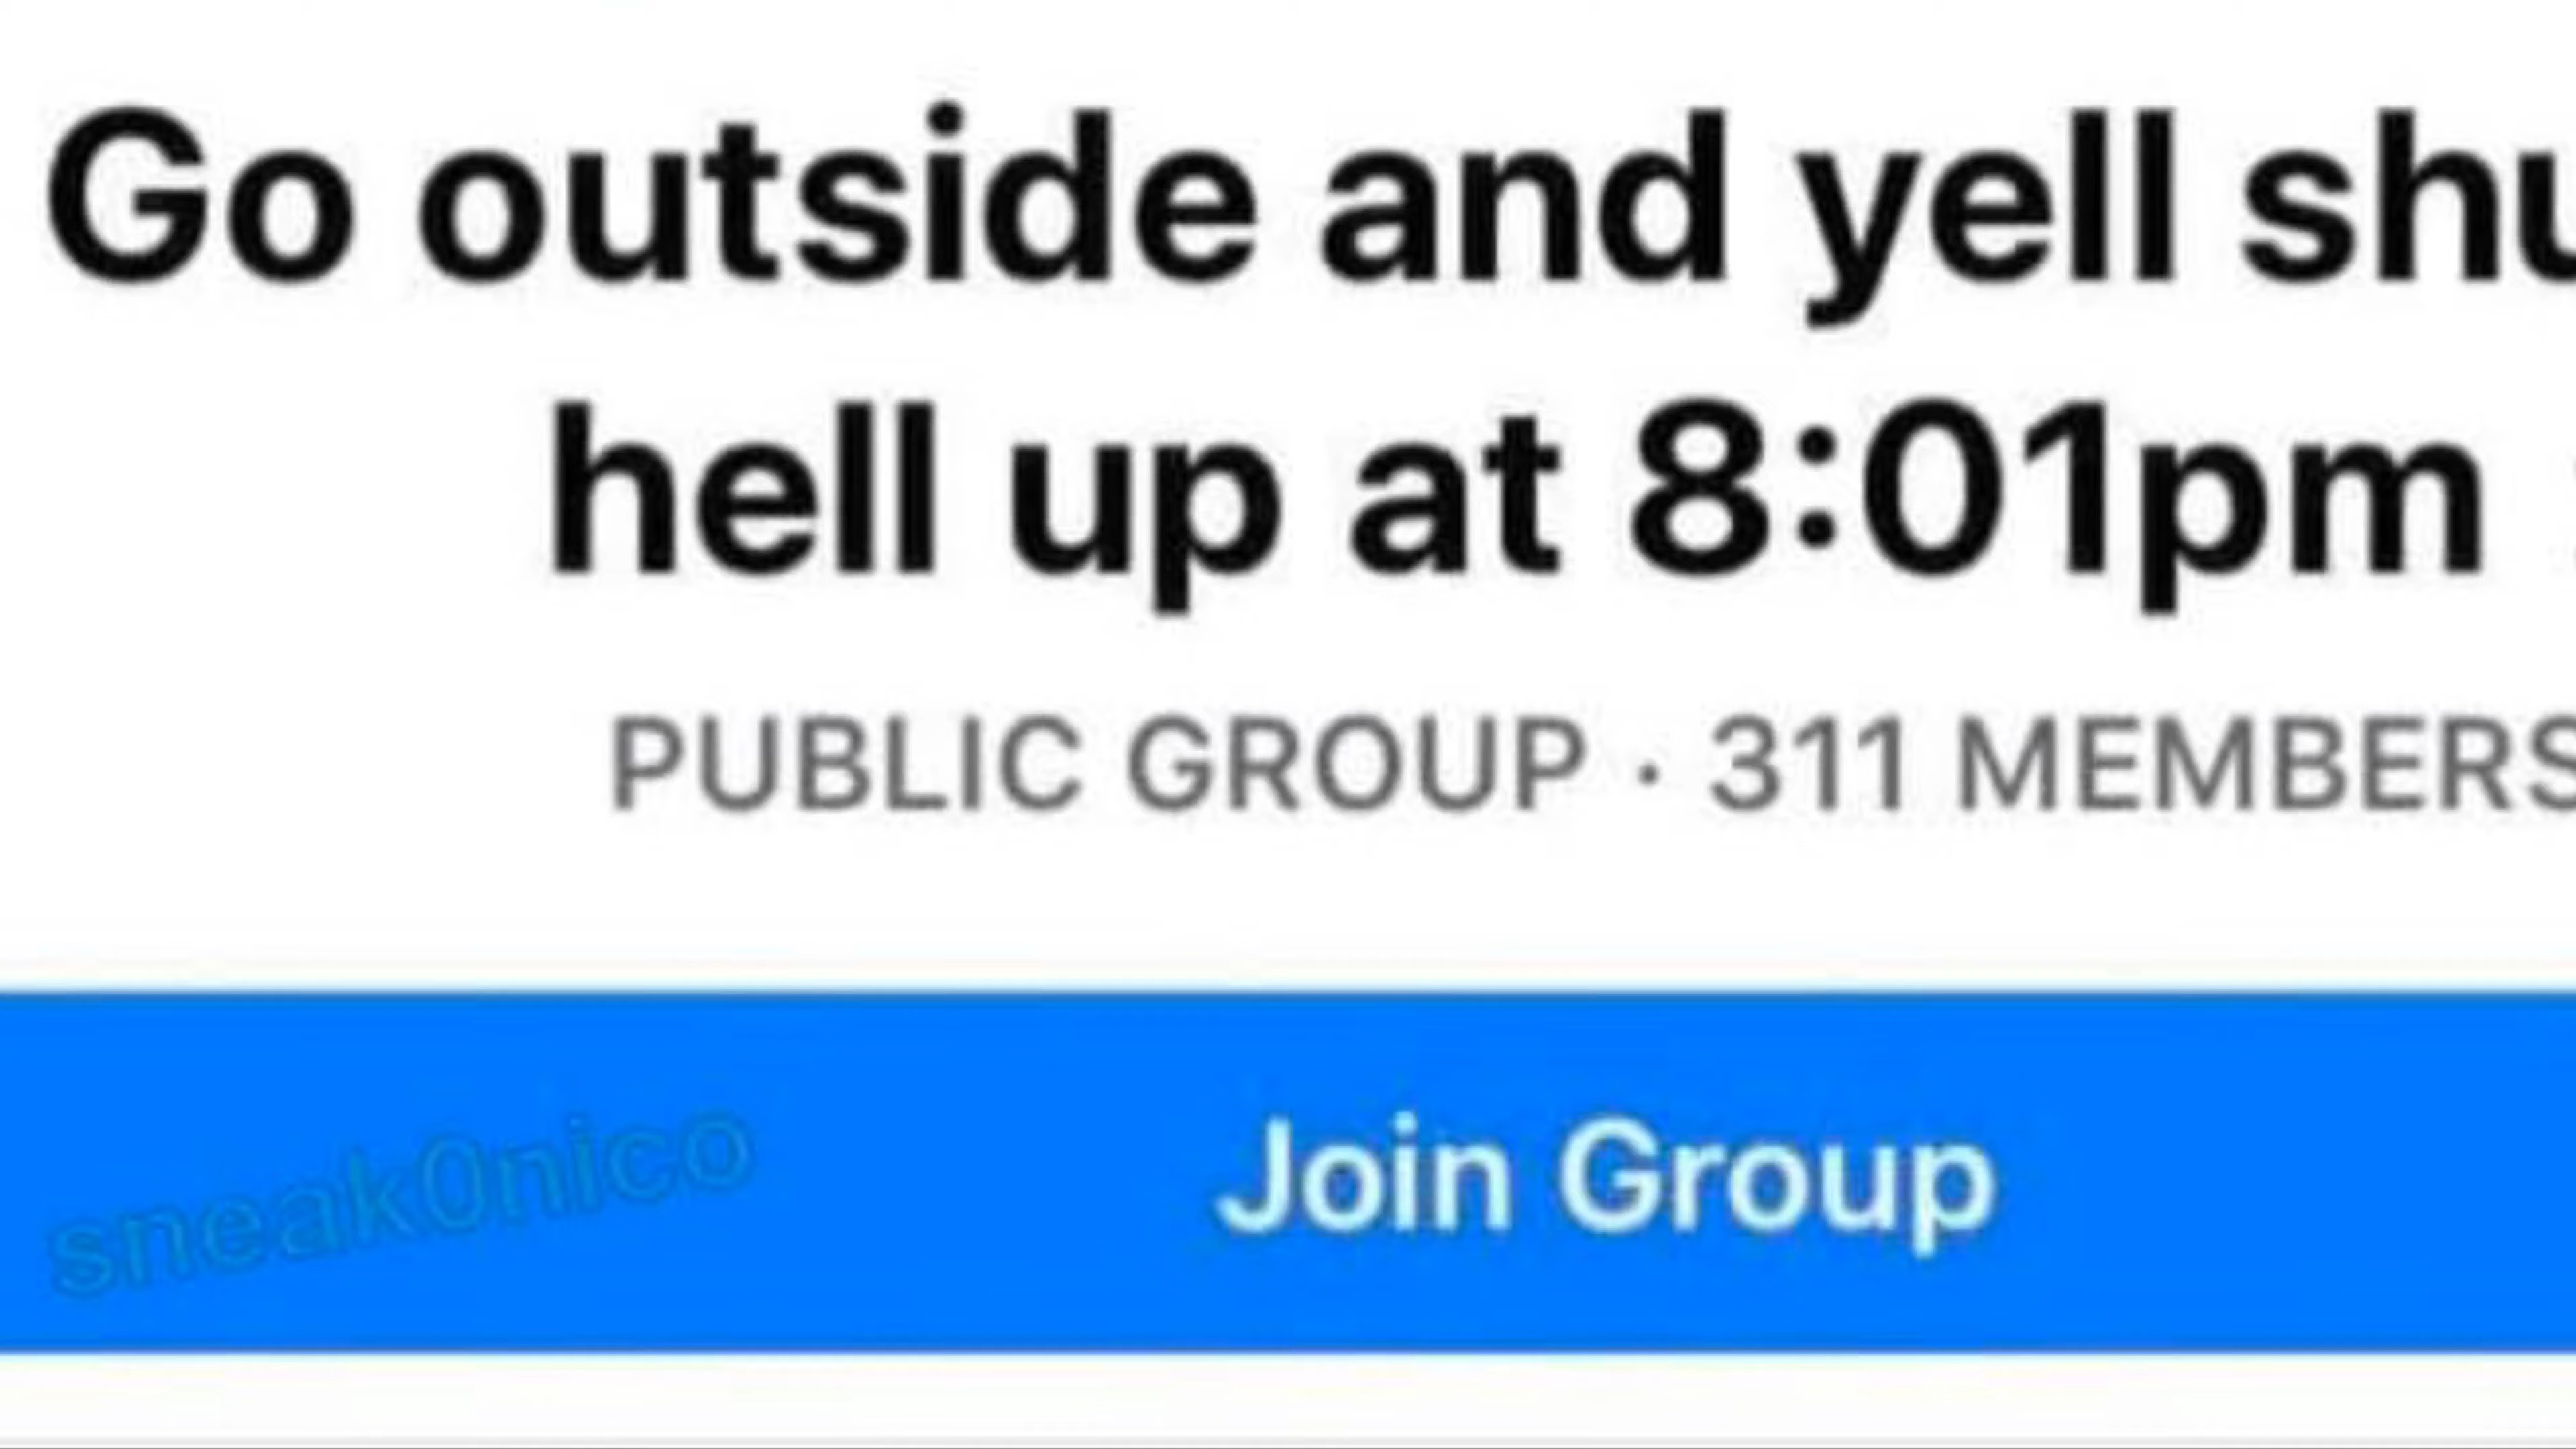 Go outside and yell shu
hell up at 8:01pm
PUBLIC GROUP · 311 MEMBERS
Join Group
sneak0nico